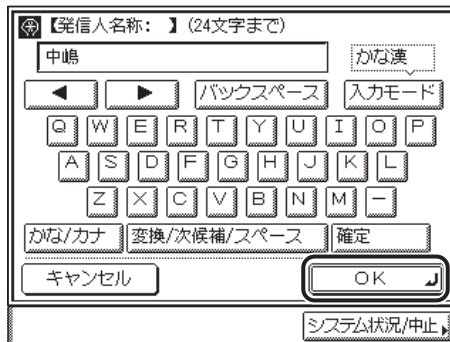 【発信人名称： 】(24文字まで)
中嶋
かな漢
◀ ▶ バックスペース 入力モード
Q W E R T Y U I O P
A S D F G H J K L
Z X C V B N M ー
かな/カナ 変換/次候補/スペース 確定
キャンセル OK
システム状況/中止